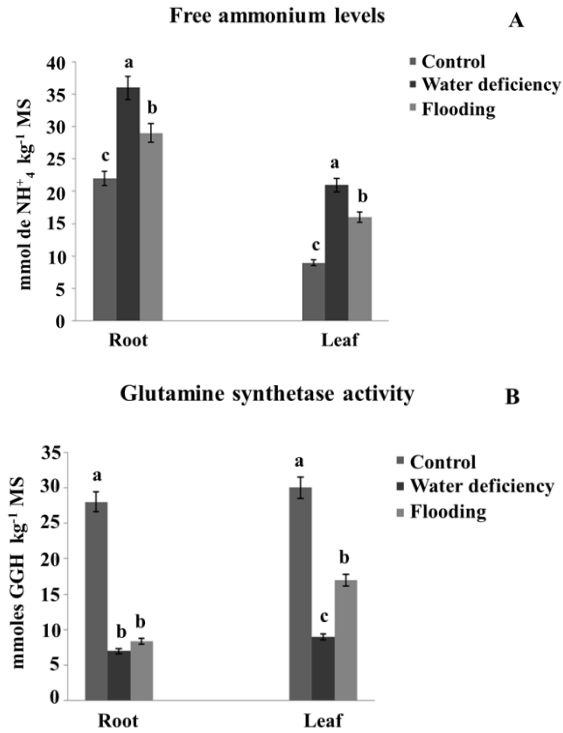 Free ammonium levels
A
Control
Water deficiency
Flooding
mmol de NH⁺₄ kg⁻¹ MS
40
35
30
25
20
15
10
5
0
a
b
c
a
b
c
Root
Leaf
Glutamine synthetase activity
B
Control
Water deficiency
Flooding
mmoles GGH kg⁻¹ MS
35
30
25
20
15
10
5
0
a
b
b
a
c
b
Root
Leaf